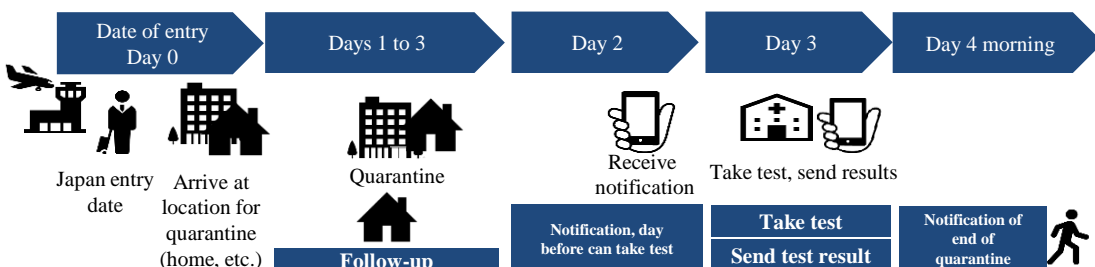 Date of entry
Day 0
Days 1 to 3
Day 2
Day 3
Day 4 morning
Japan entry
date
Arrive at
location for
quarantine
(home, etc.)
Quarantine
Follow-up
Receive
notification
Notification, day
before can take test
Take test, send results
Take test
Send test result
Notification of
end of
quarantine